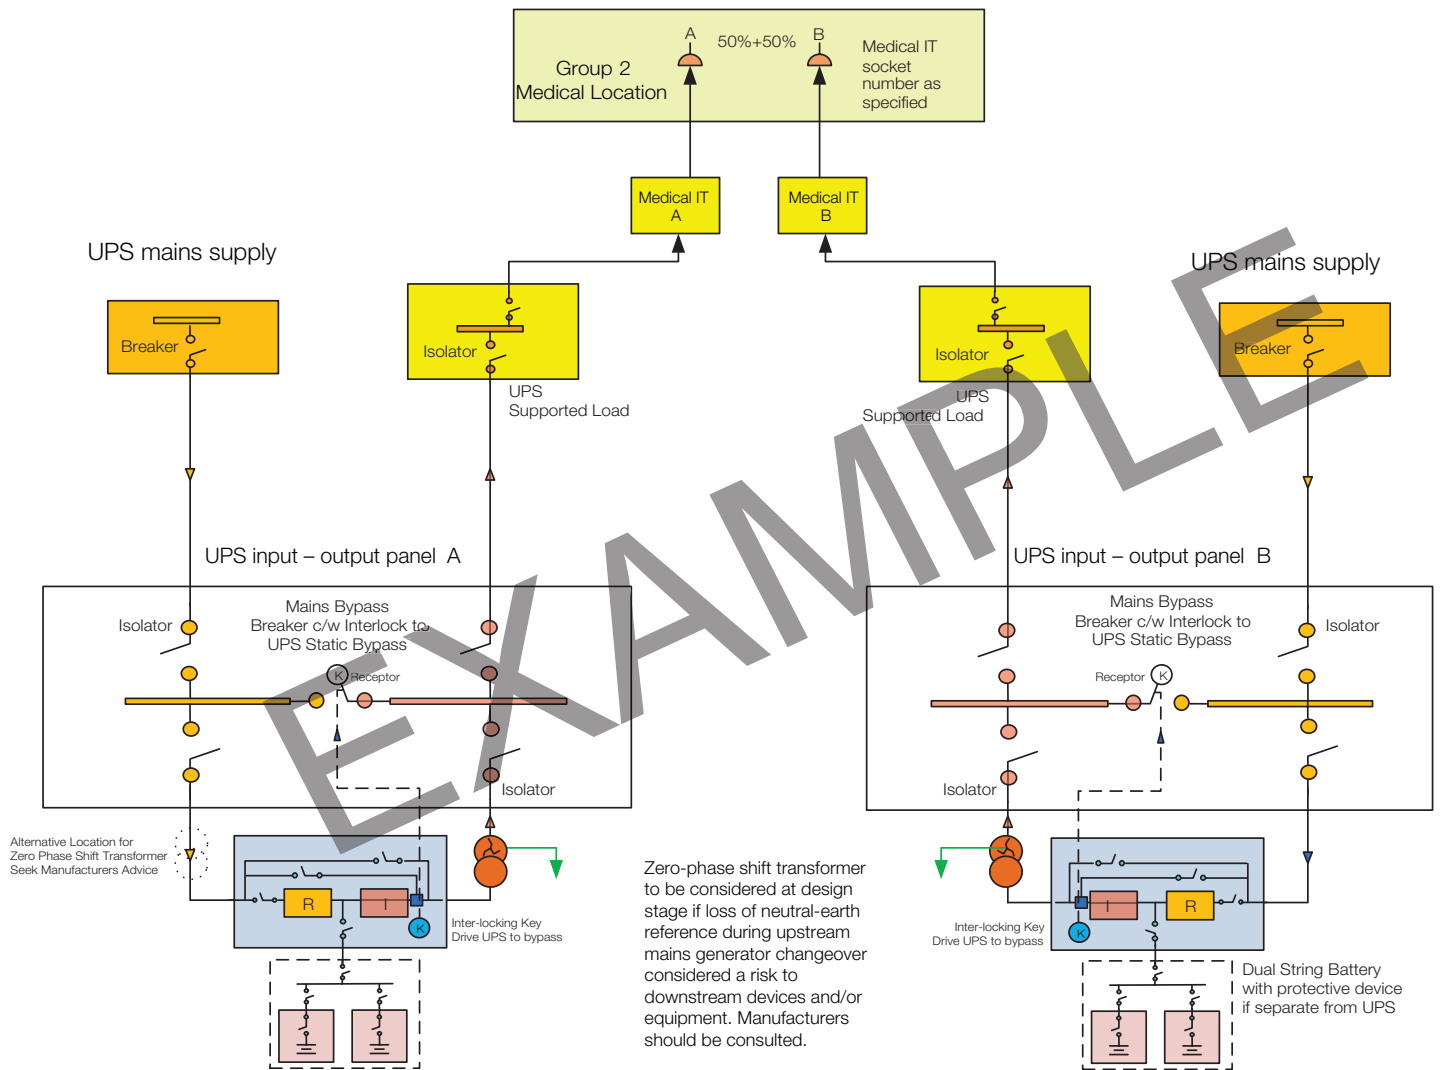 A
50%+50%
B
Medical IT
socket
number as
specified
Group 2
Medical Location
Medical IT
A
Medical IT
B
UPS mains supply
UPS mains supply
Breaker
Isolator
UPS
Supported Load
Isolator
UPS
Supported Load
Breaker
EXAMPLE
UPS input – output panel A
UPS input – output panel B
Isolator
Mains Bypass
Breaker c/w Interlock to
UPS Static Bypass
K
Receptor
Isolator
Mains Bypass
Breaker c/w Interlock to
UPS Static Bypass
Receptor
K
Isolator
Isolator
Alternative Location for
Zero Phase Shift Transformer
Seek Manufacturers Advice
R
I
K
Inter-locking Key
Drive UPS to bypass
Zero-phase shift transformer
to be considered at design
stage if loss of neutral-earth
reference during upstream
mains generator changeover
considered a risk to
downstream devices and/or
equipment. Manufacturers
should be consulted.
Inter-locking Key
Drive UPS to bypass
K
I
R
Dual String Battery
with protective device
if separate from UPS